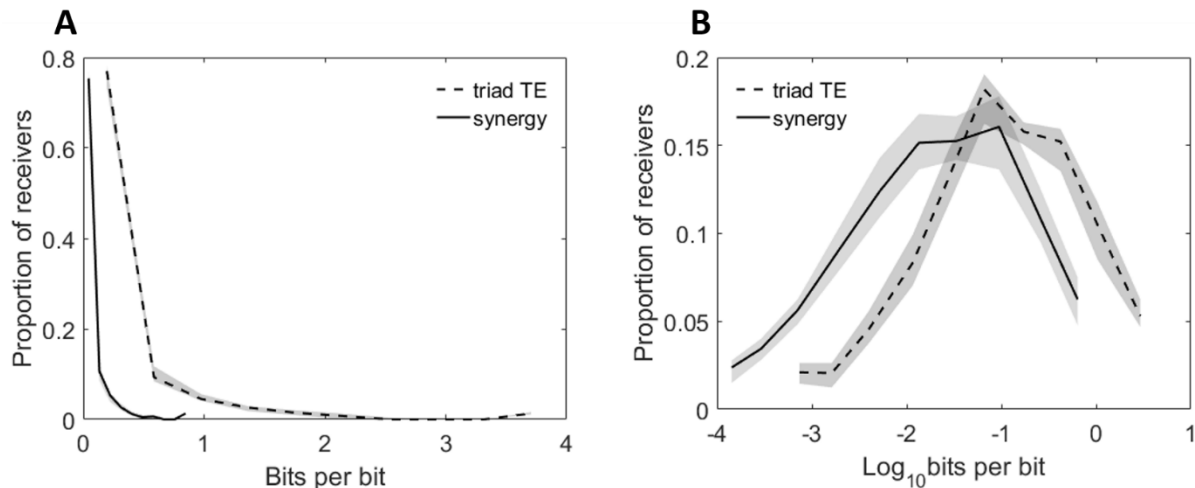 A
Proportion of receivers
0.8
0.6
0.4
0.2
0
triad TE
synergy
0 1 2 3 4
Bits per bit
B
Proportion of receivers
0.2
0.15
0.1
0.05
0
triad TE
synergy
-4 -3 -2 -1 0 1
Log10bits per bit